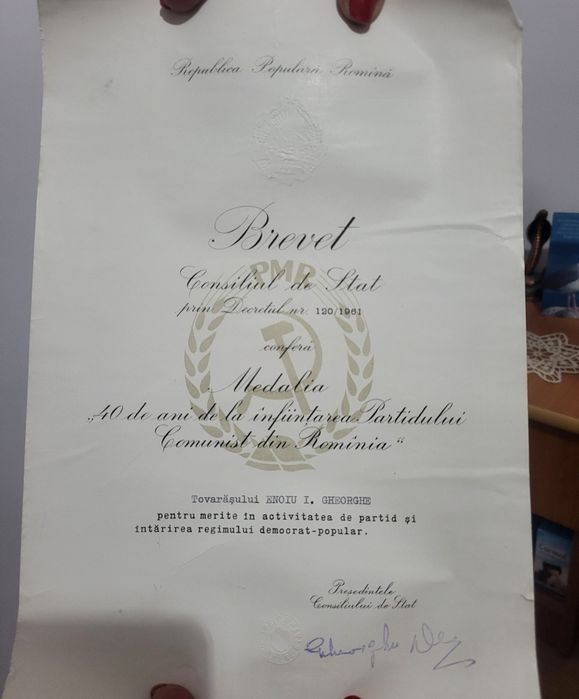 Republica Populară Romînă
Brevet
PMR
Consiliul de Stat
prin Decretul nr. 120/1961
conferă
Medalia
„40 de ani de la înființarea Partidului
Comunist din Romînia“
Tovarășului ENOIU I. GHEORGHE
pentru merite în activitatea de partid și
întărirea regimului democrat-popular.
Președintele
Consiliului de Stat